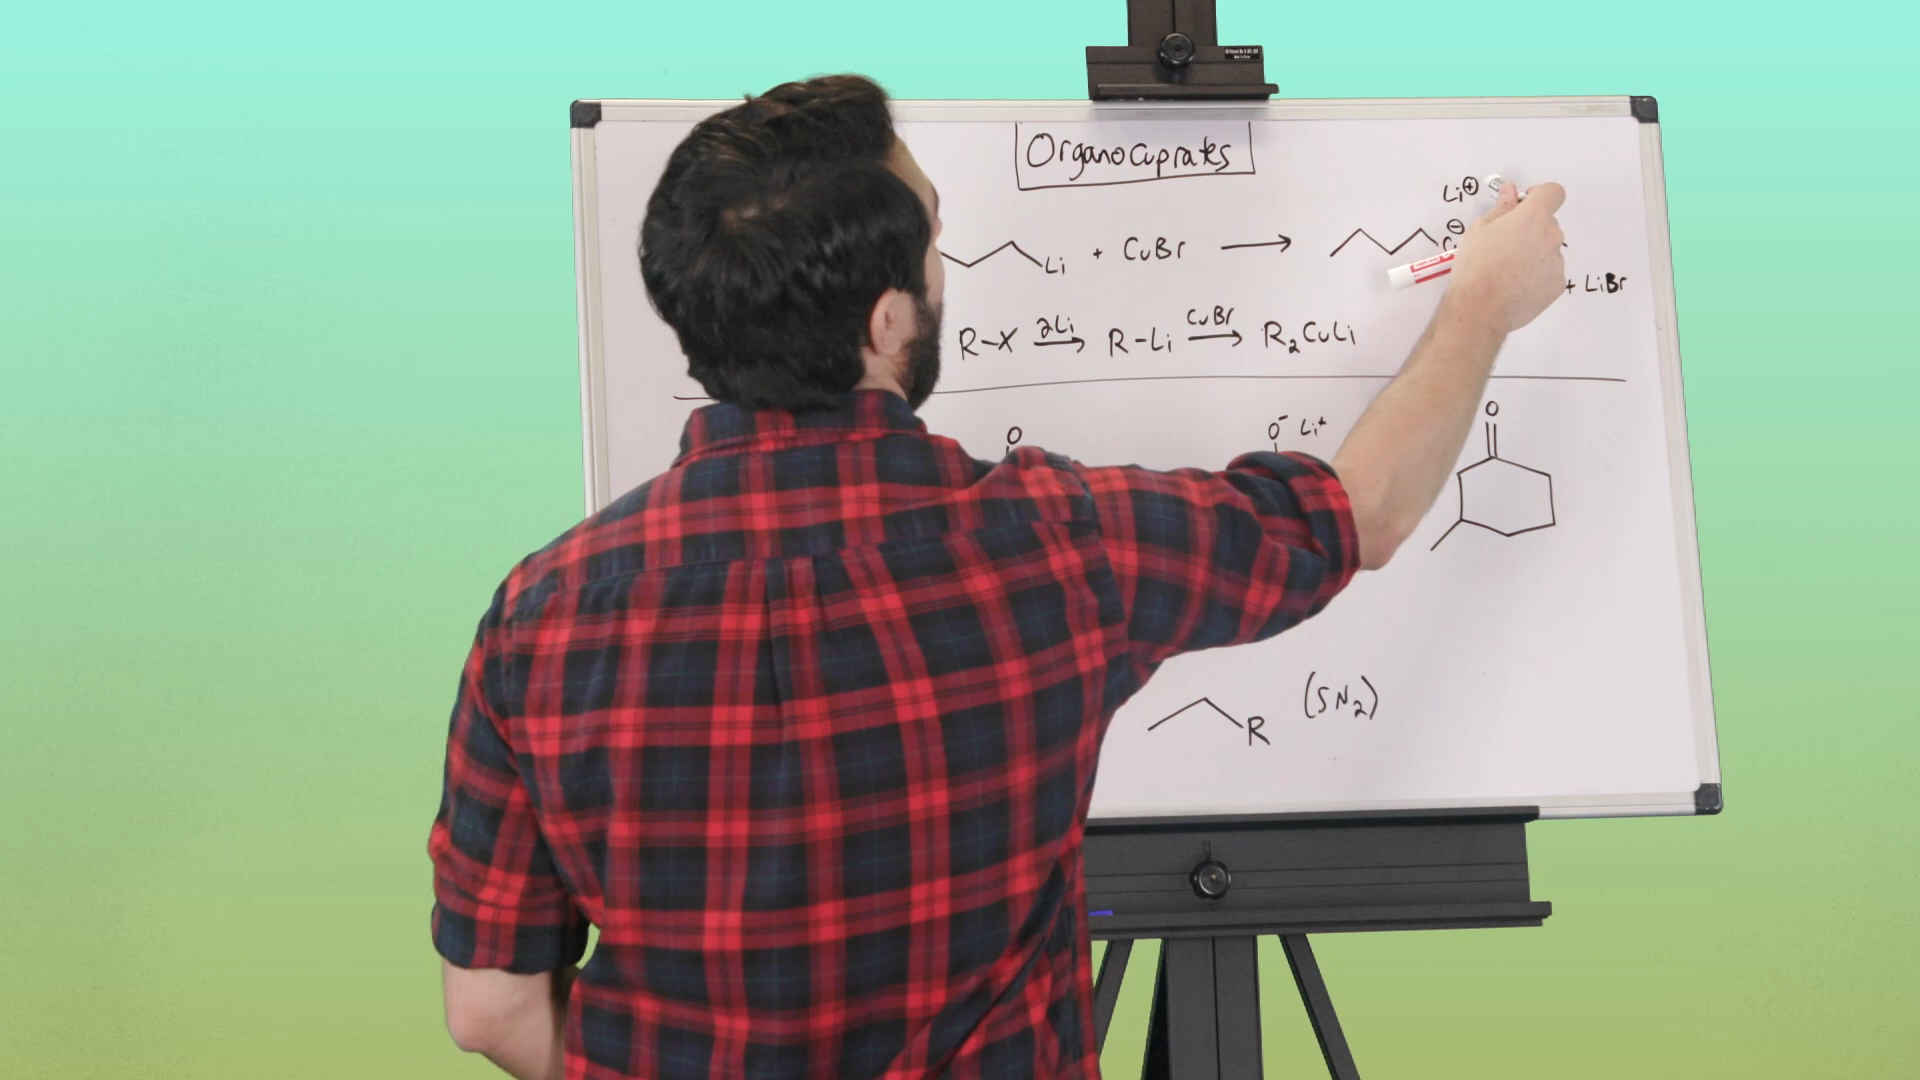 Organocuprates
Li⊕
Li + CuBr → ⊖
+ LiBr
R-X 2Li → R-Li CuBr → R₂CuLi
O O⁻ Li⁺ O
R (SN2)